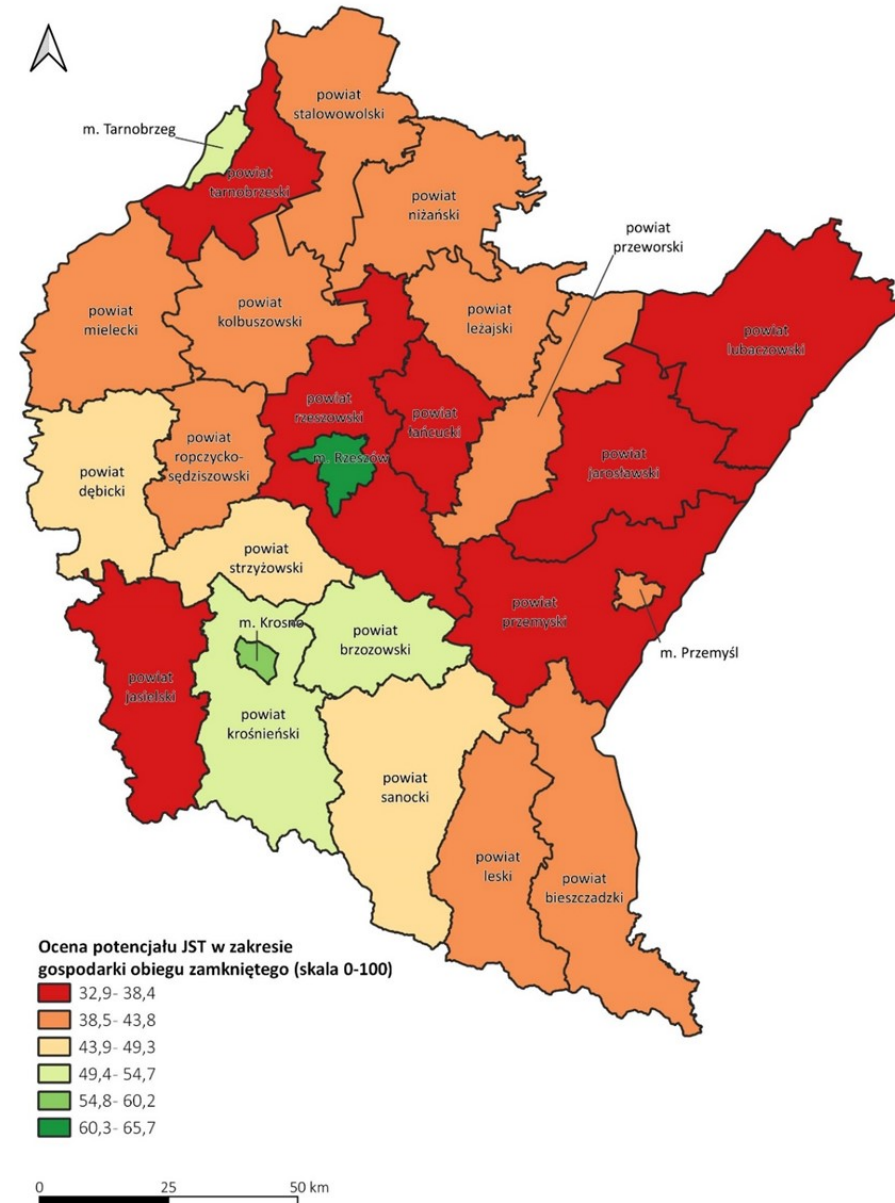 powiat
stalowowolski
m. Tarnobrzeg
powiat
tarnobrzeski
powiat
niżański
powiat
przeworski
powiat
mielecki
powiat
kolbuszowski
powiat
leżajski
powiat
lubaczowski
powiat
rzeszowski
powiat
łańcucki
powiat
ropczycko-
sędziszowski
m. Rzeszów
powiat
jarosławski
powiat
dębicki
powiat
strzyżowski
powiat
przemyski
m. Krosno
powiat
brzozowski
m. Przemyśl
powiat
jasielski
powiat
krośnieński
powiat
sanocki
powiat
leski
powiat
bieszczadzki
Ocena potencjału JST w zakresie
gospodarki obiegu zamkniętego (skala 0-100)
32,9- 38,4
38,5- 43,8
43,9- 49,3
49,4- 54,7
54,8- 60,2
60,3- 65,7
0 25 50 km